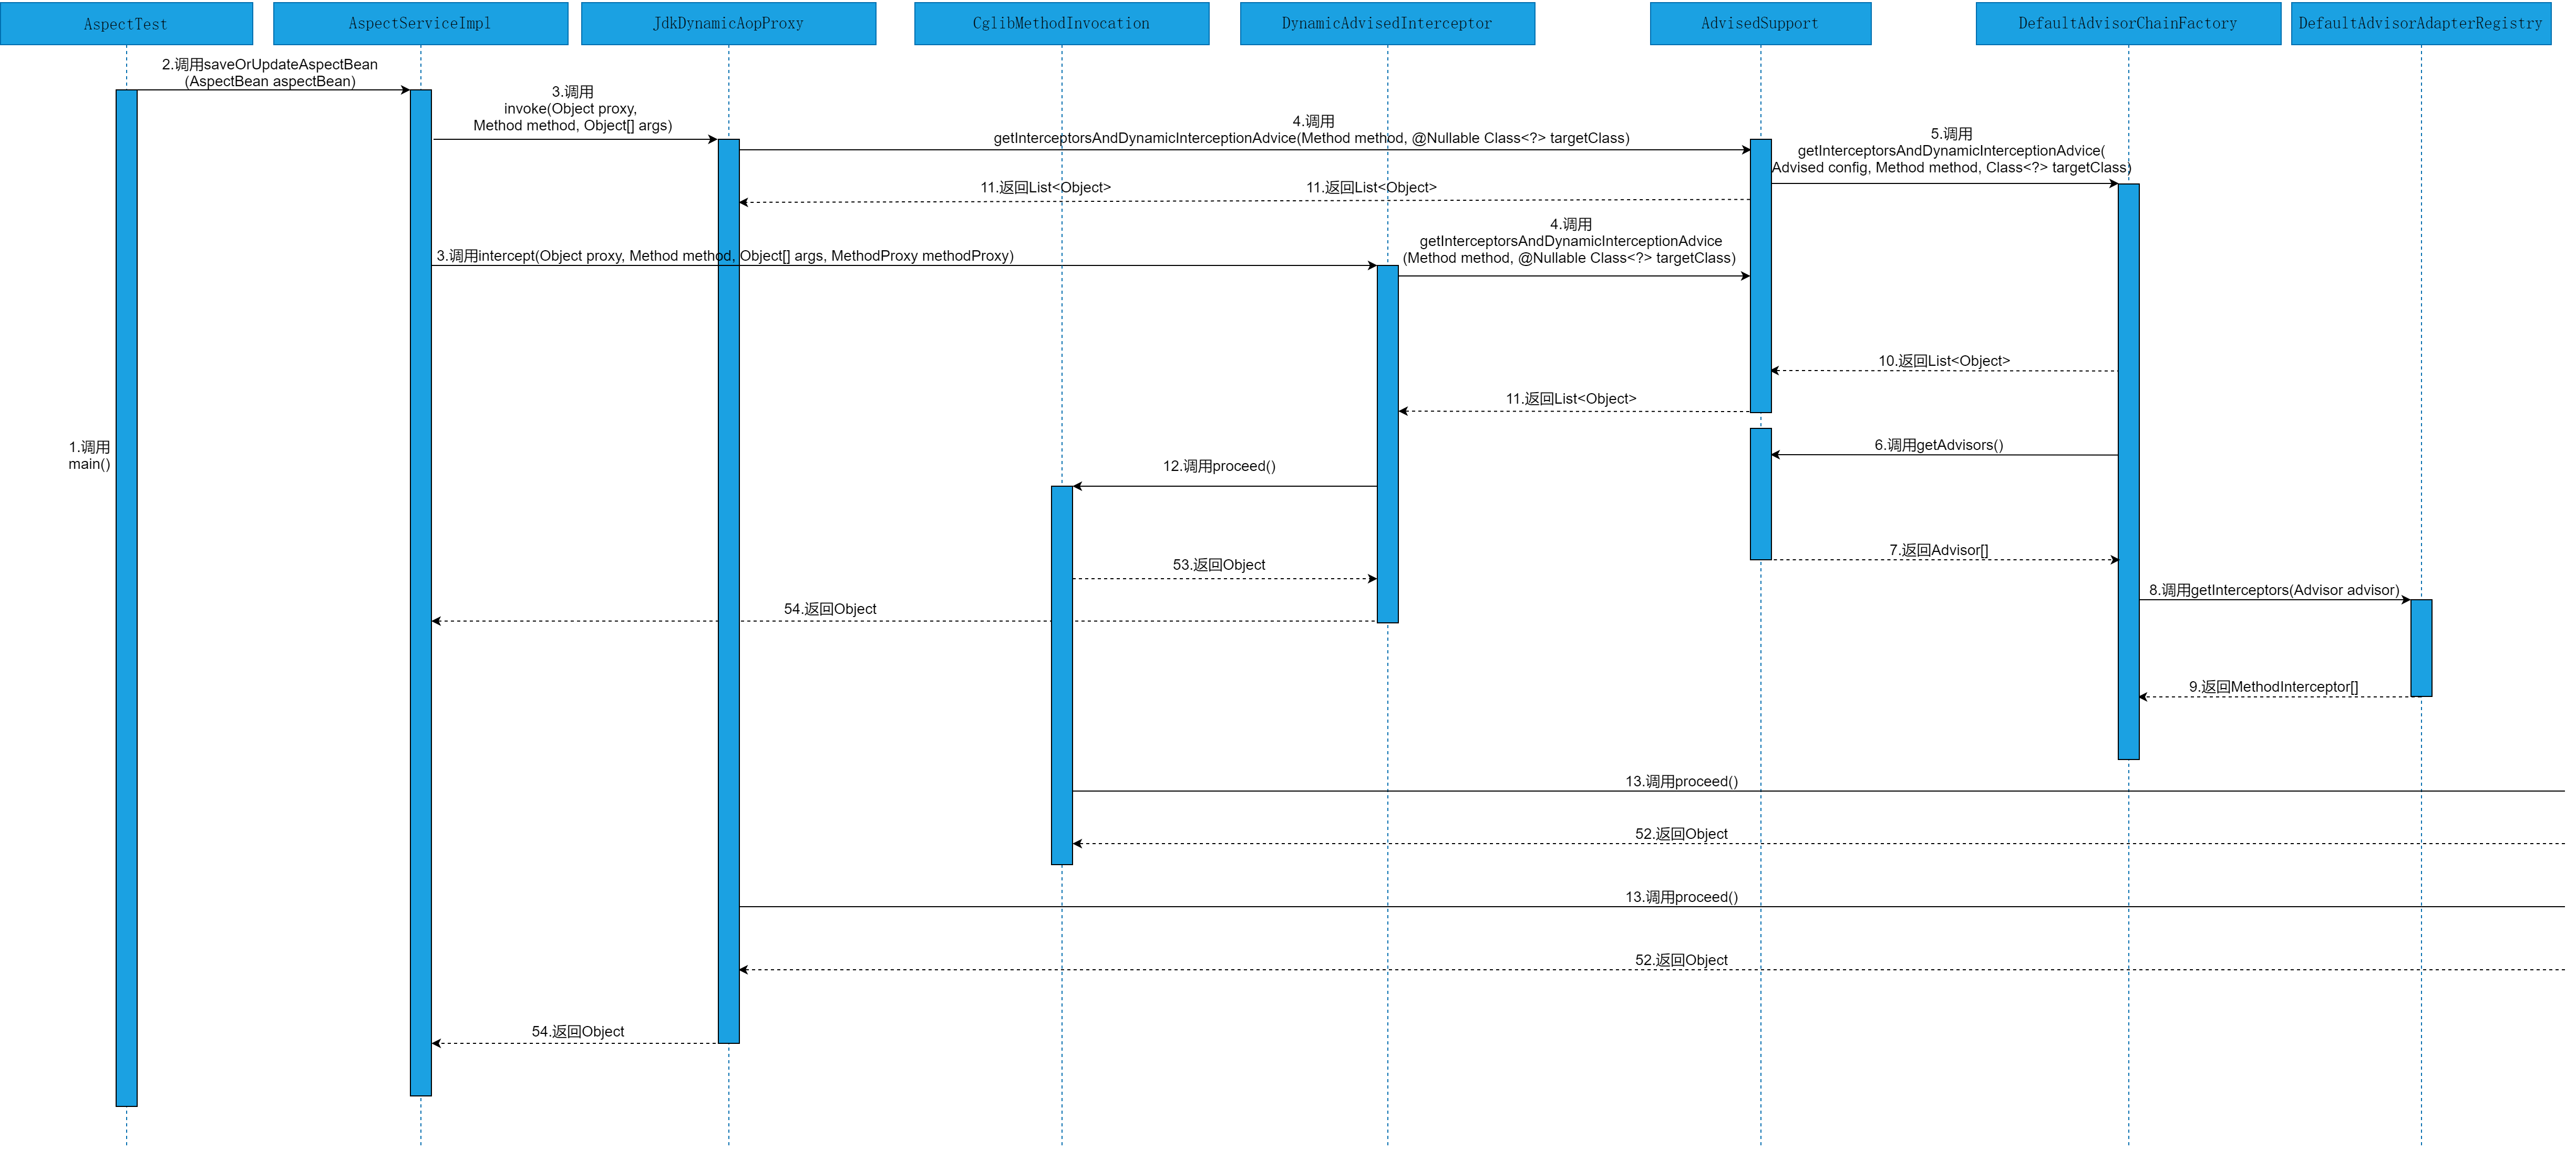 AspectTest
AspectServiceImpl
JdkDynamicAopProxy
CglibMethodInvocation
DynamicAdvisedInterceptor
AdvisedSupport
DefaultAdvisorChainFactory
DefaultAdvisorAdapterRegistry
2.调用saveOrUpdateAspectBean
(AspectBean aspectBean)
3.调用
invoke(Object proxy,
Method method, Object[] args)
4.调用
getInterceptorsAndDynamicInterceptionAdvice(Method method, @Nullable Class<?> targetClass)
5.调用
getInterceptorsAndDynamicInterceptionAdvice(
Advised config, Method method, Class<?> targetClass)
11.返回List<Object>
11.返回List<Object>
4.调用
getInterceptorsAndDynamicInterceptionAdvice
(Method method, @Nullable Class<?> targetClass)
3.调用intercept(Object proxy, Method method, Object[] args, MethodProxy methodProxy)
10.返回List<Object>
11.返回List<Object>
1.调用
main()
6.调用getAdvisors()
12.调用proceed()
7.返回Advisor[]
53.返回Object
8.调用getInterceptors(Advisor advisor)
54.返回Object
9.返回MethodInterceptor[]
13.调用proceed()
52.返回Object
13.调用proceed()
52.返回Object
54.返回Object